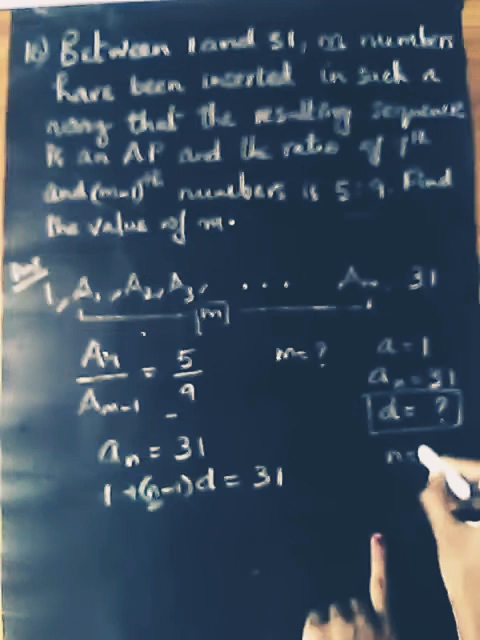 Between 1 and 31, m numbers
have been inserted in such a
way that the resulting sequence
is an AP and the ratio of 7th
and (m-1)th numbers is 5:9. Find
the value of m.
1, A1, A2, A3, ... Am 31
m
A7/Am-1 = 5/9
m=? a=1
an=31
d=?
an = 31
n=
1+(n-1)d = 31